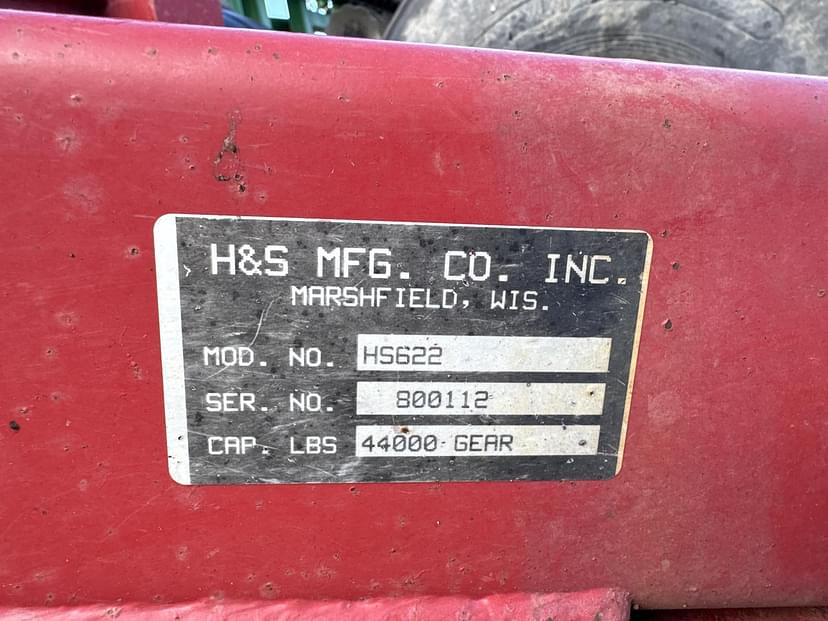 H&S MFG. CO. INC.
MARSHFIELD, WIS.
MOD. NO. HS622
SER. NO. 800112
CAP. LBS 44000 GEAR